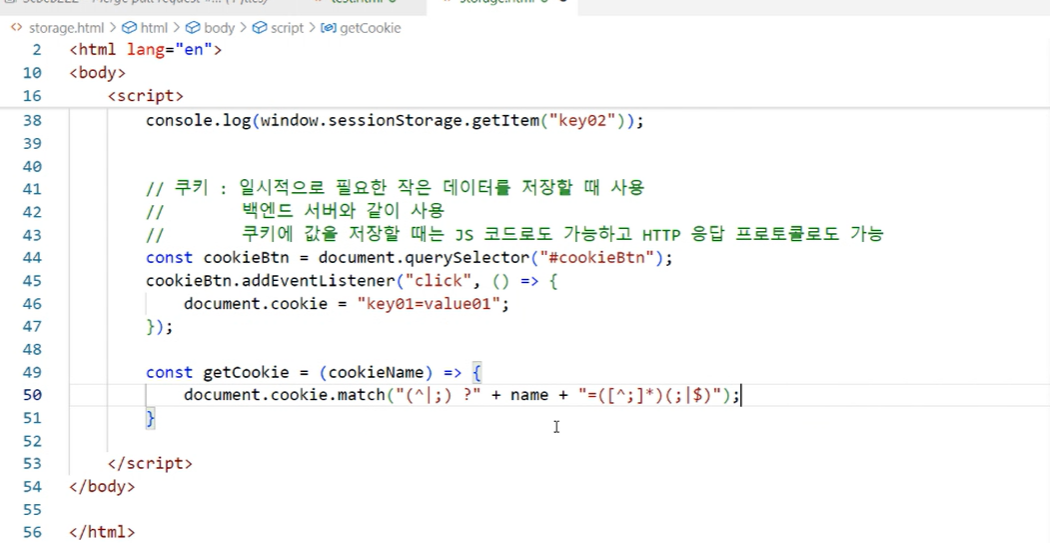 storage.html > html > body > script > getCookie
2 <html lang="en">
10 <body>
16 <script>
38 console.log(window.sessionStorage.getItem("key02"));
39
40
41 // 쿠키 : 일시적으로 필요한 작은 데이터를 저장할 때 사용
42 // 백엔드 서버와 같이 사용
43 // 쿠키에 값을 저장할 때는 JS 코드로도 가능하고 HTTP 응답 프로토콜로도 가능
44 const cookieBtn = document.querySelector("#cookieBtn");
45 cookieBtn.addEventListener("click", () => {
46 document.cookie = "key01=value01";
47 });
48
49 const getCookie = (cookieName) => {
50 document.cookie.match("(^|;) ?" + name + "=([^;]*)(;|$)");
51 }
52
53 </script>
54 </body>
55
56 </html>